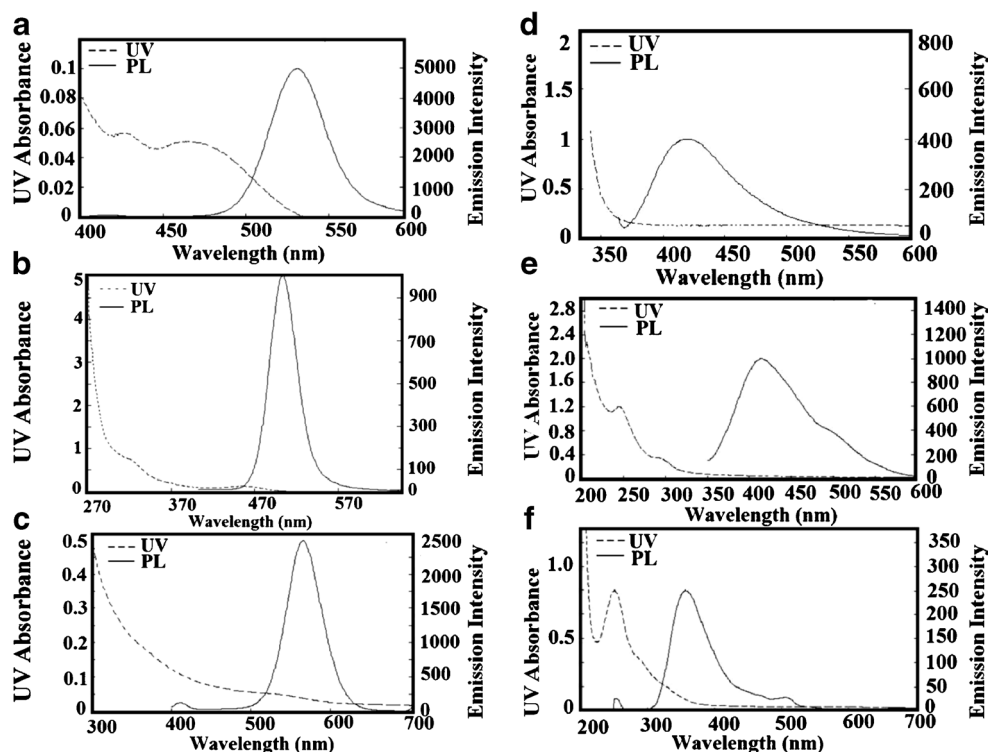 a
UV
PL
0.1
0.08
0.06
0.04
0.02
0
5000
4000
3000
2000
1000
0
400 450 500 550 600
UV Absorbance
Emission Intensity
Wavelength (nm)
b
UV
PL
5
4
3
2
1
0
900
700
500
300
100
0
270 370 470 570
UV Absorbance
Emission Intensity
Wavelength (nm)
c
UV
PL
0.5
0.4
0.3
0.2
0.1
0
2500
2000
1500
1000
500
0
300 400 500 600 700
UV Absorbance
Emission Intensity
Wavelength (nm)
d
UV
PL
2
1.5
1
0.5
0
800
600
400
200
0
350 400 450 500 600
UV Absorbance
Emission Intensity
Wavelength (nm)
e
UV
PL
2.8
2.4
2.0
1.6
1.2
0.8
0.4
0
1400
1200
1000
800
600
400
200
0
200 250 300 350 400 450 500 550 600
UV Absorbance
Emission Intensity
Wavelength (nm)
f
UV
PL
1.0
0.5
0
350
300
250
200
150
100
50
0
200 300 400 500 600 700
UV Absorbance
Emission Intensity
Wavelength (nm)